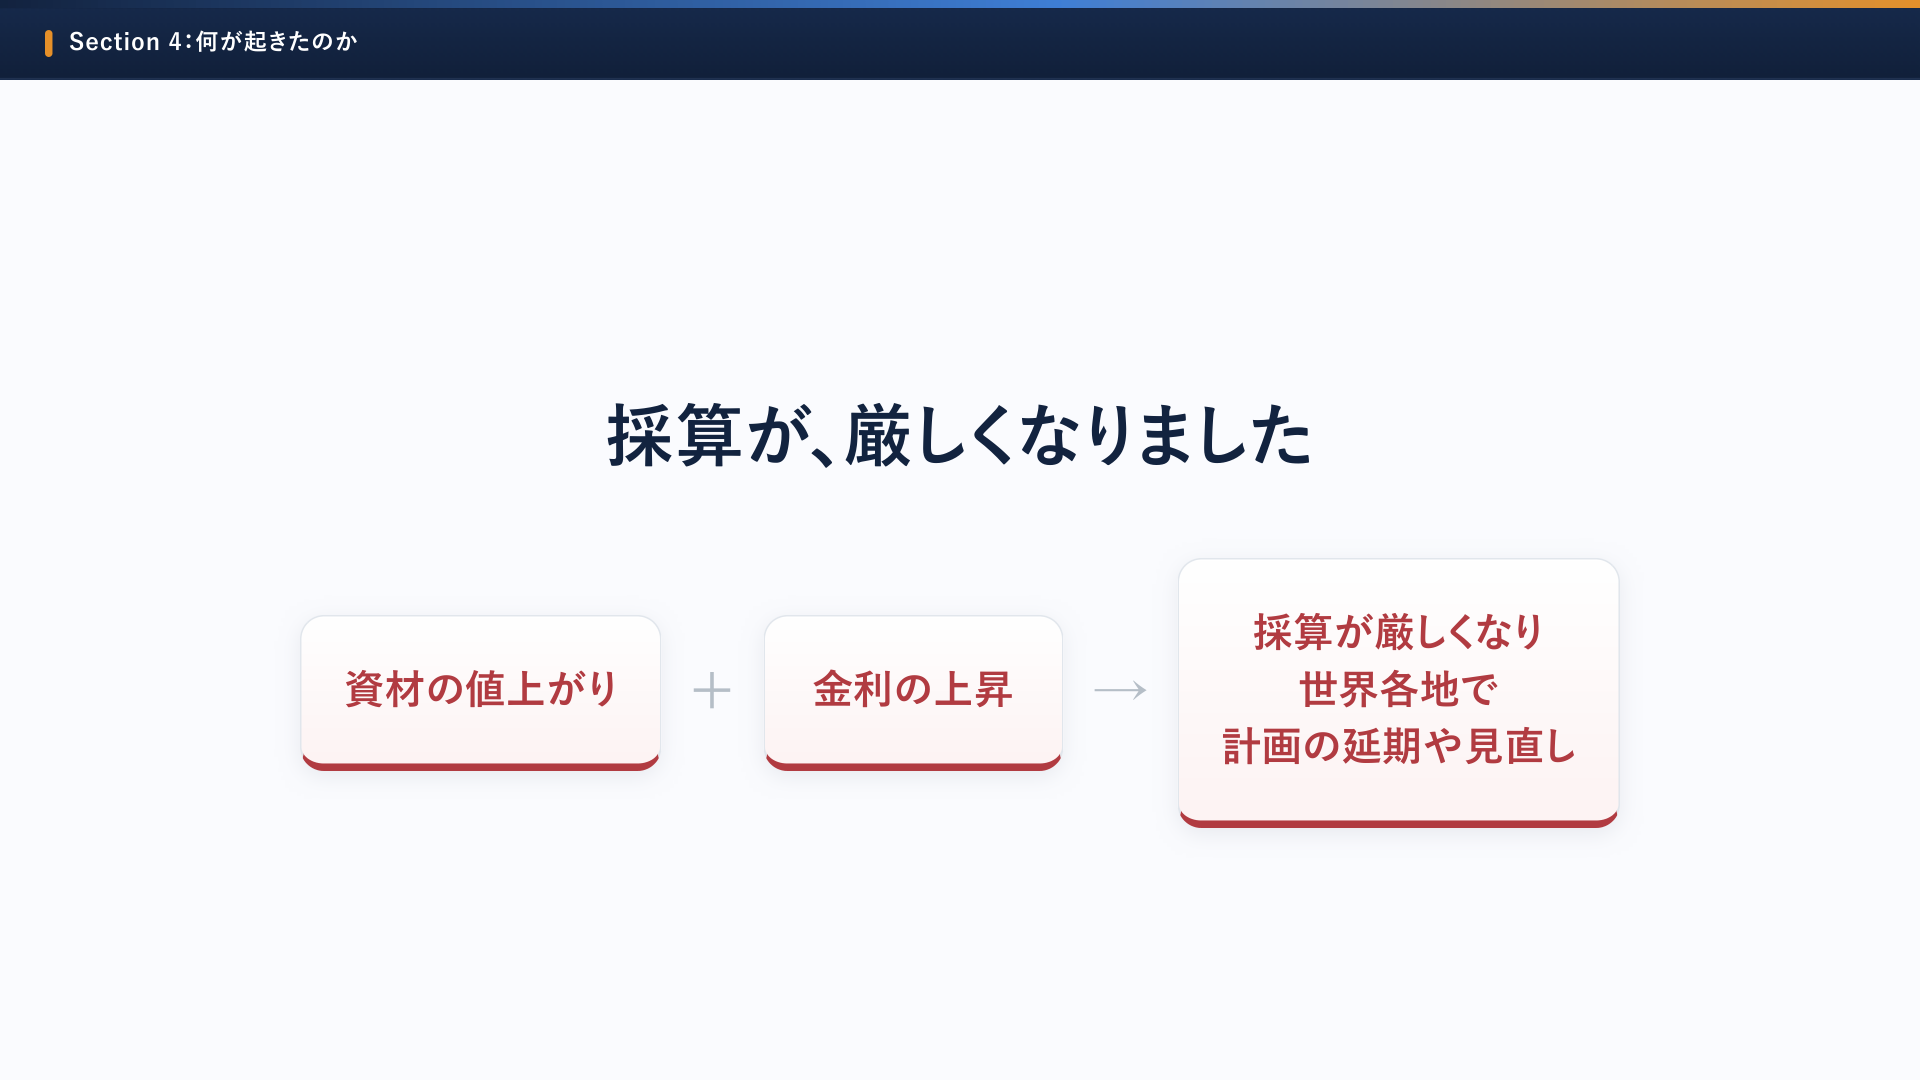 Section 4：何が起きたのか
採算が、厳しくなりました
資材の値上がり
＋
金利の上昇
→
採算が厳しくなり
世界各地で
計画の延期や見直し